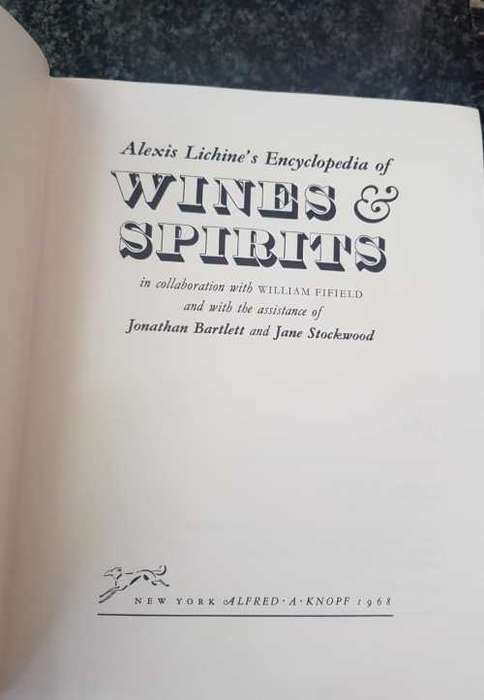 Alexis Lichine's Encyclopedia of
WINES &
SPIRITS
in collaboration with WILLIAM FIFIELD
and with the assistance of
Jonathan Bartlett and Jane Stockwood
NEW YORK ALFRED · A · KNOPF 1968